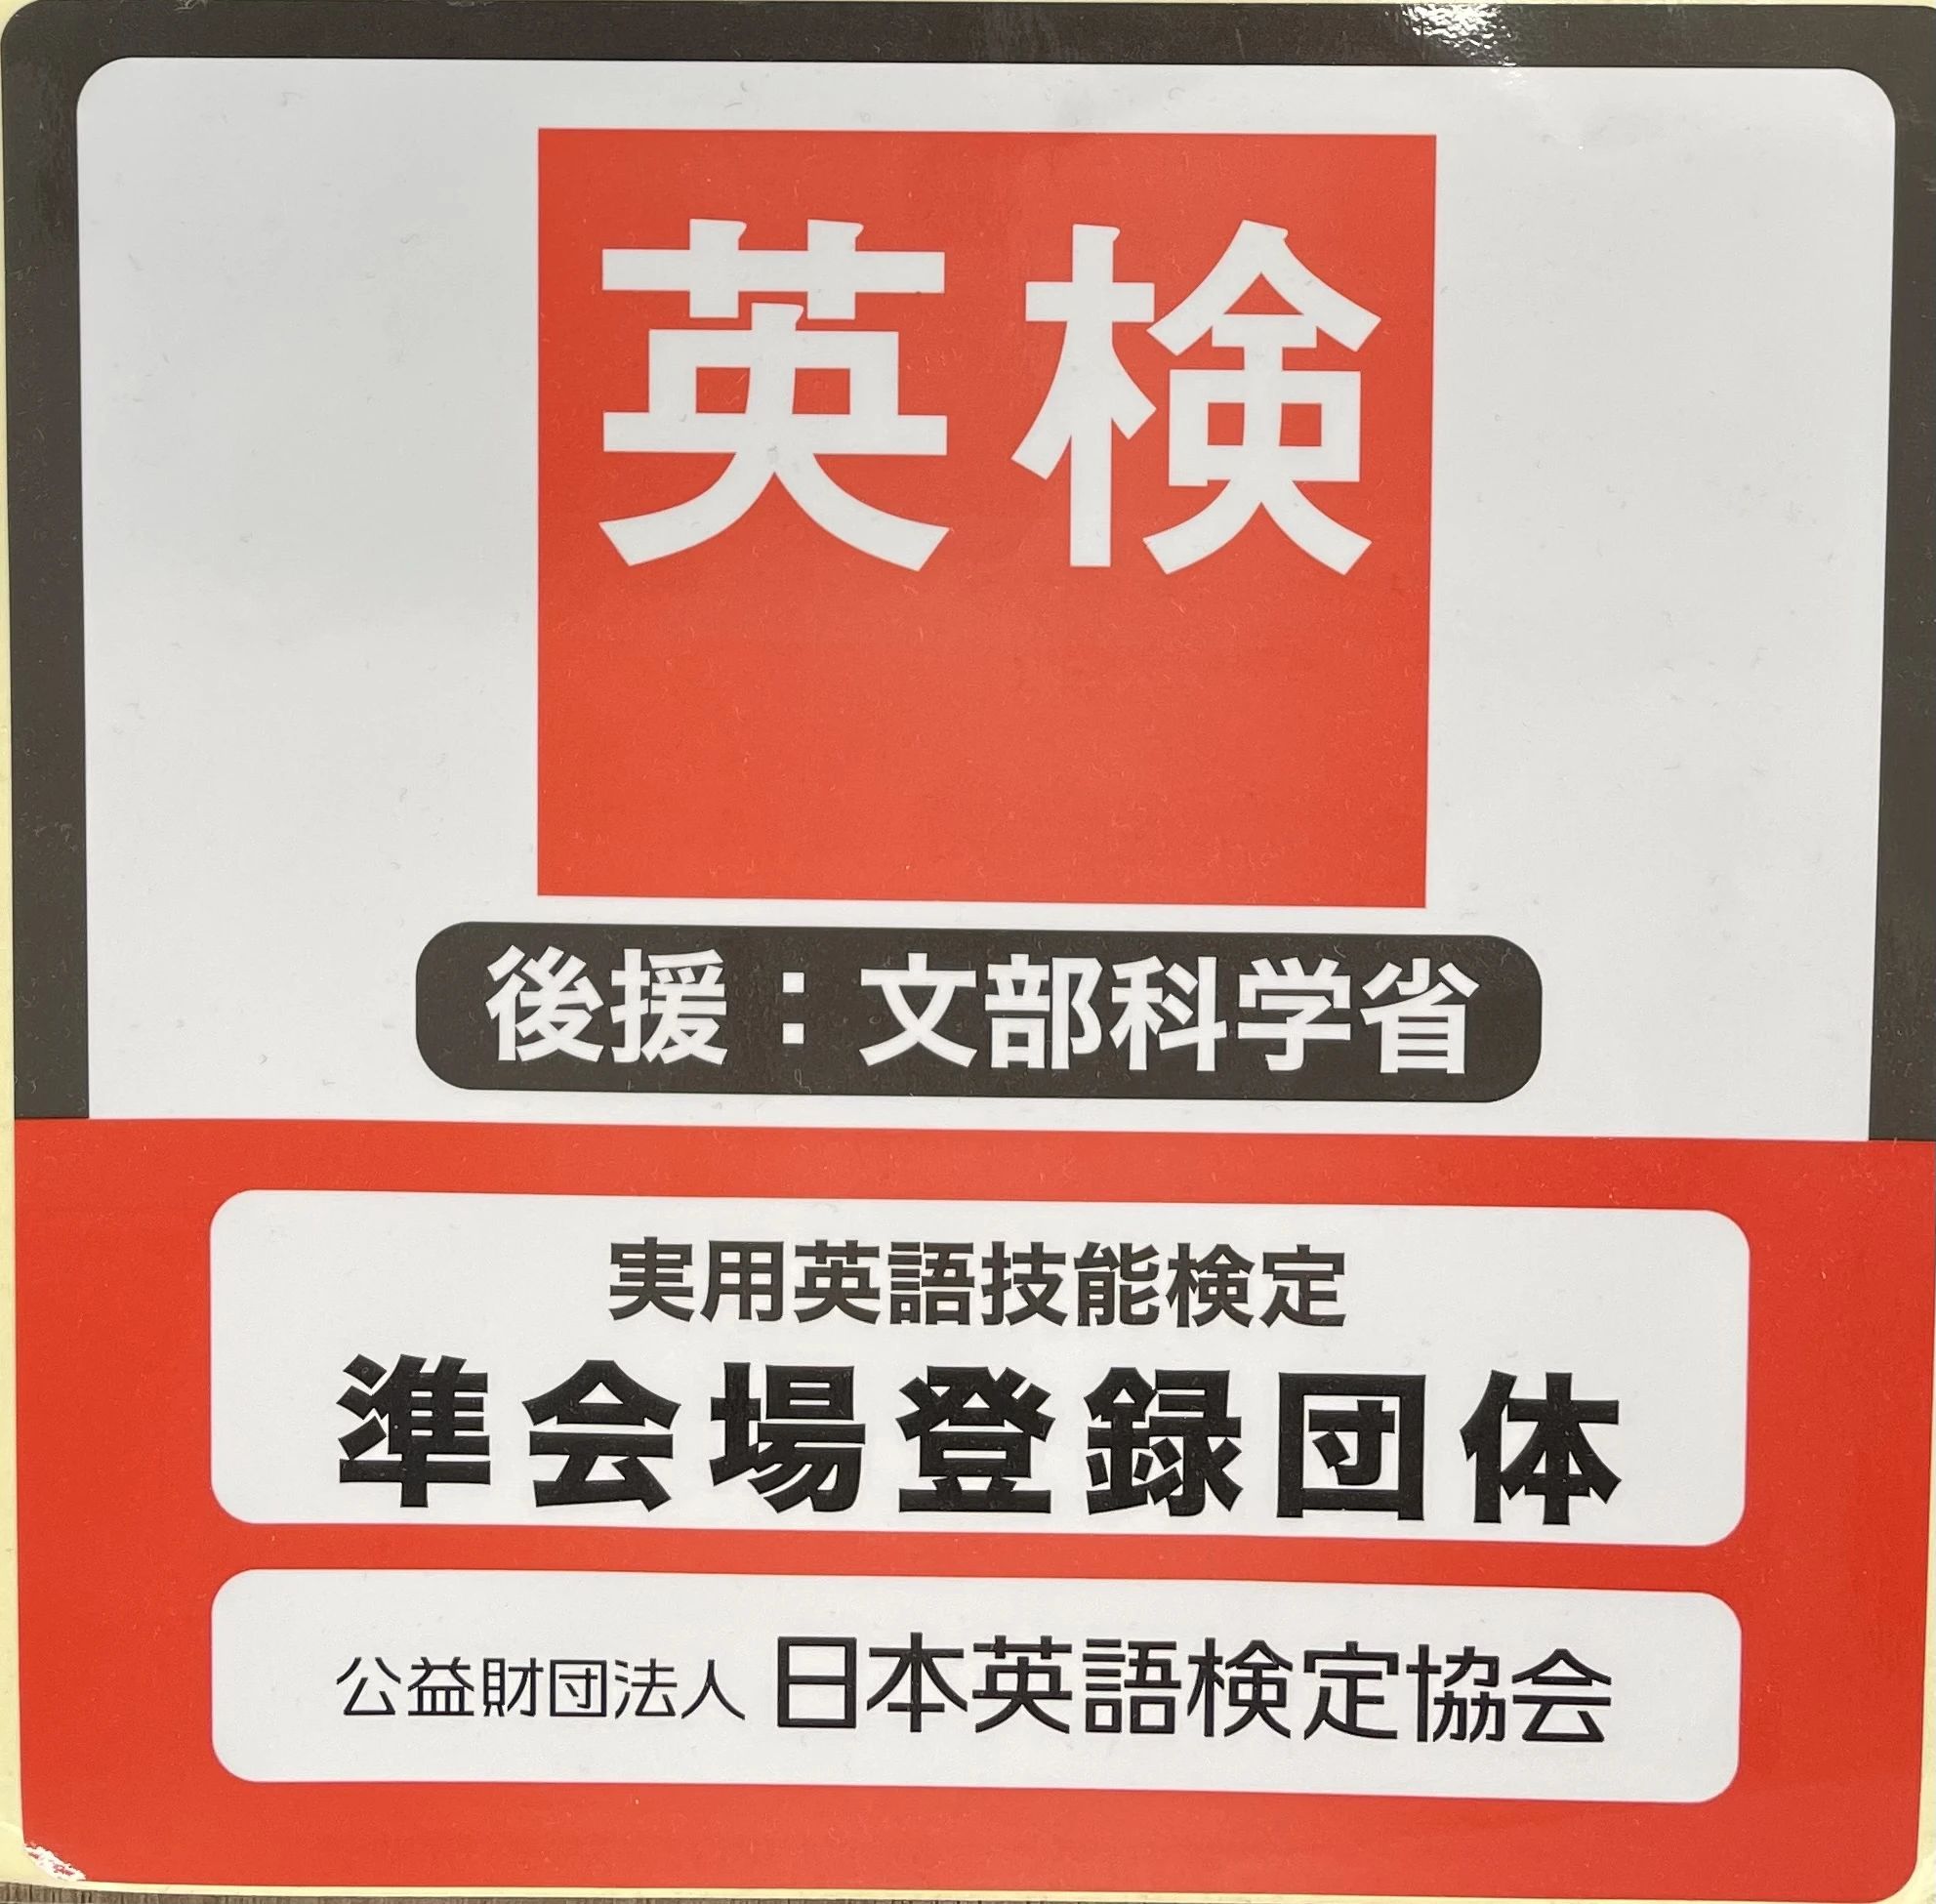 英検
後援：文部科学省
実用英語技能検定
準会場登録団体
公益財団法人 日本英語検定協会